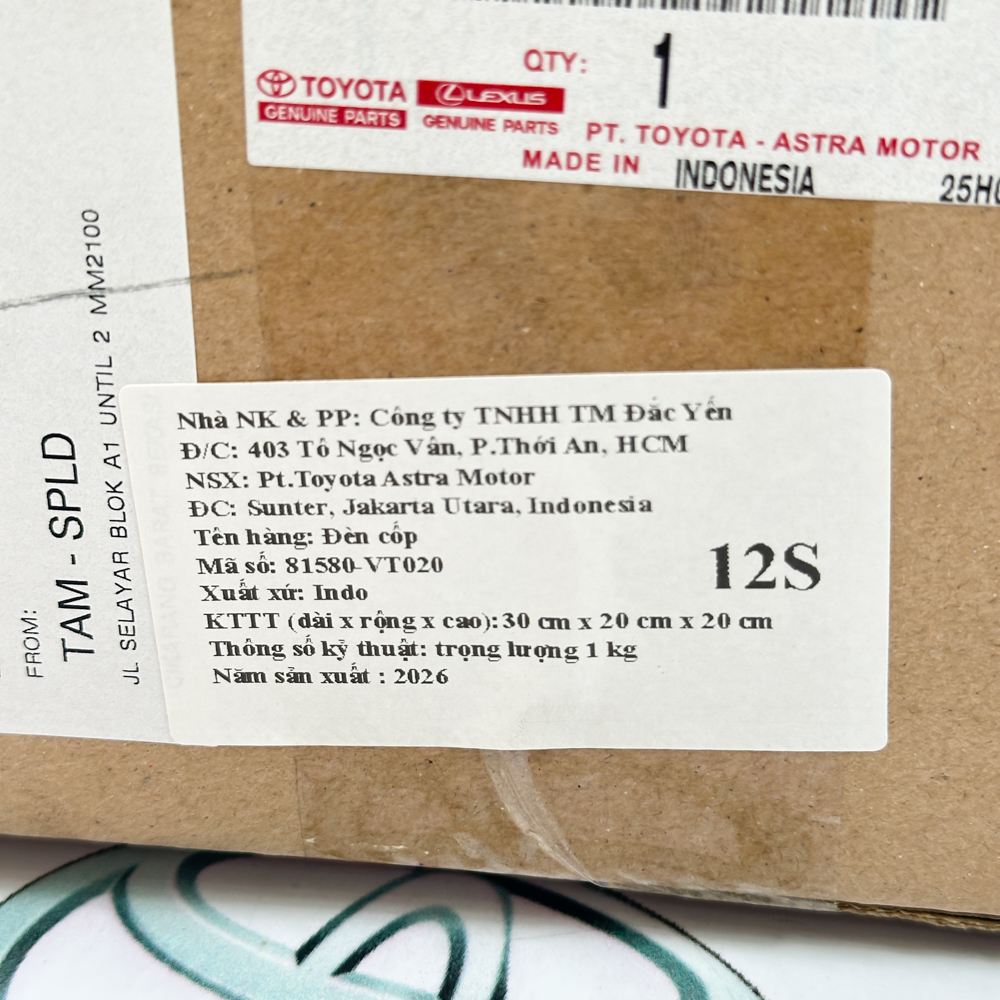 QTY: 1
TOYOTA
GENUINE PARTS
LEXUS
GENUINE PARTS
PT. TOYOTA - ASTRA MOTOR
MADE IN INDONESIA
FROM:
TAM - SPLD
JL. SELAYAR BLOK A1 UNTIL 2 MM2100
Nhà NK & PP: Công ty TNHH TM Đắc Yến
Đ/C: 403 Tô Ngọc Vân, P.Thới An, HCM
NSX: Pt.Toyota Astra Motor
ĐC: Sunter, Jakarta Utara, Indonesia
Tên hàng: Đèn cốp
Mã số: 81580-VT020
12S
Xuất xứ: Indo
KTTT (dài x rộng x cao): 30 cm x 20 cm x 20 cm
Thông số kỷ thuật: trọng lượng 1 kg
Năm sản xuất : 2026